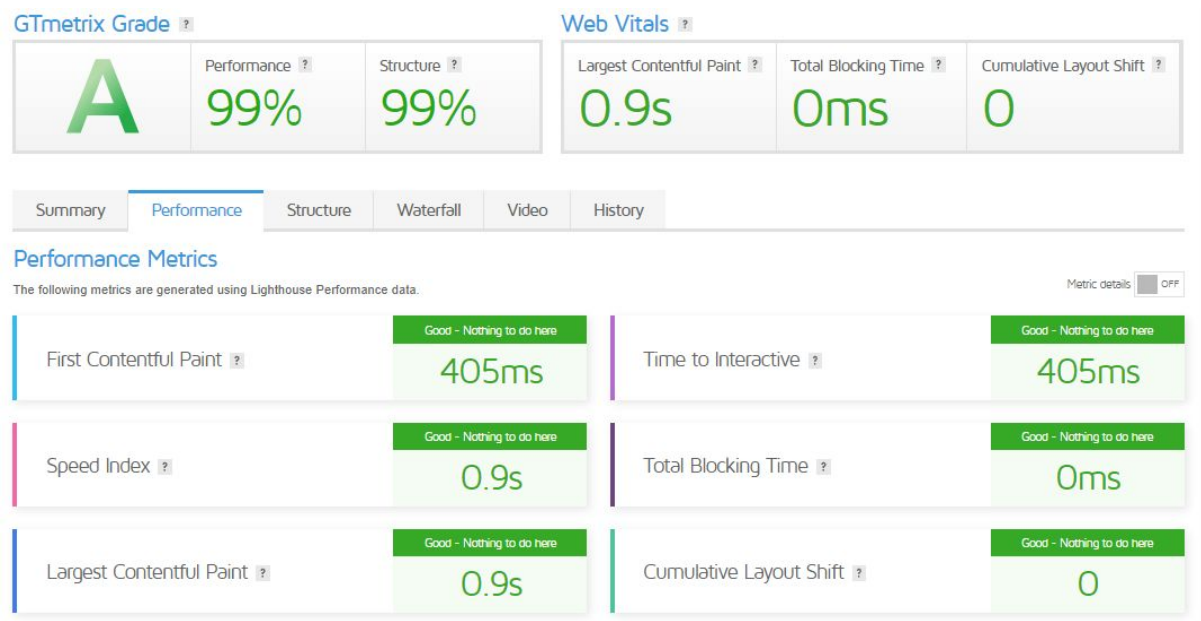 GTmetrix Grade ?
Web Vitals ?
A
Performance ?
99%
Structure ?
99%
Largest Contentful Paint ?
0.9s
Total Blocking Time ?
0ms
Cumulative Layout Shift ?
0
Summary Performance Structure Waterfall Video History
Performance Metrics
The following metrics are generated using Lighthouse Performance data.
Metric details OFF
First Contentful Paint ?
Good - Nothing to do here
405ms
Time to Interactive ?
Good - Nothing to do here
405ms
Speed Index ?
Good - Nothing to do here
0.9s
Total Blocking Time ?
Good - Nothing to do here
0ms
Largest Contentful Paint ?
Good - Nothing to do here
0.9s
Cumulative Layout Shift ?
Good - Nothing to do here
0